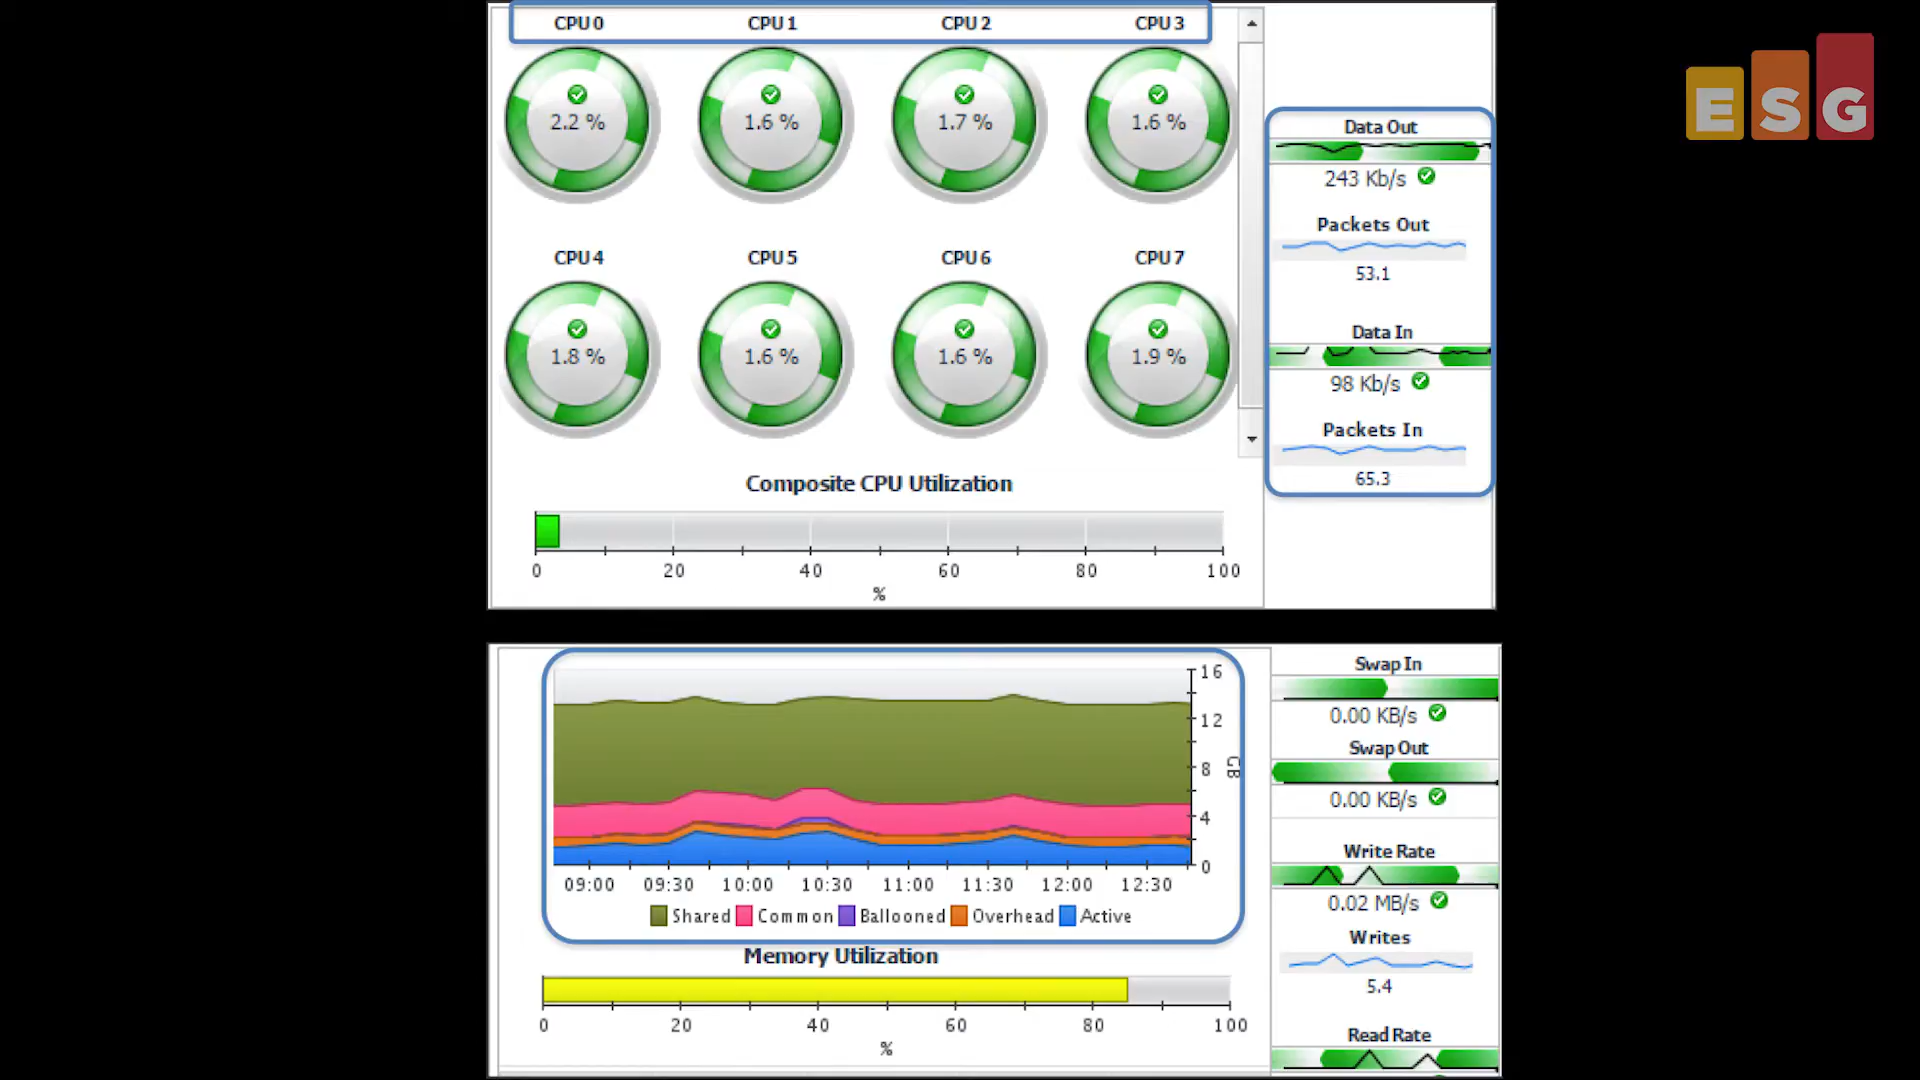 CPU 0 CPU 1 CPU 2 CPU 3
2.2 % 1.6 % 1.7 % 1.6 %
CPU 4 CPU 5 CPU 6 CPU 7
1.8 % 1.6 % 1.6 % 1.9 %
Composite CPU Utilization
0 20 40 60 80 100
%
Data Out
243 Kb/s
Packets Out
53.1
Data In
98 Kb/s
Packets In
65.3
ESG
16
12
8
4
0
GB
09:00 09:30 10:00 10:30 11:00 11:30 12:00 12:30
Shared Common Ballooned Overhead Active
Memory Utilization
0 20 40 60 80 100
%
Swap In
0.00 KB/s
Swap Out
0.00 KB/s
Write Rate
0.02 MB/s
Writes
5.4
Read Rate